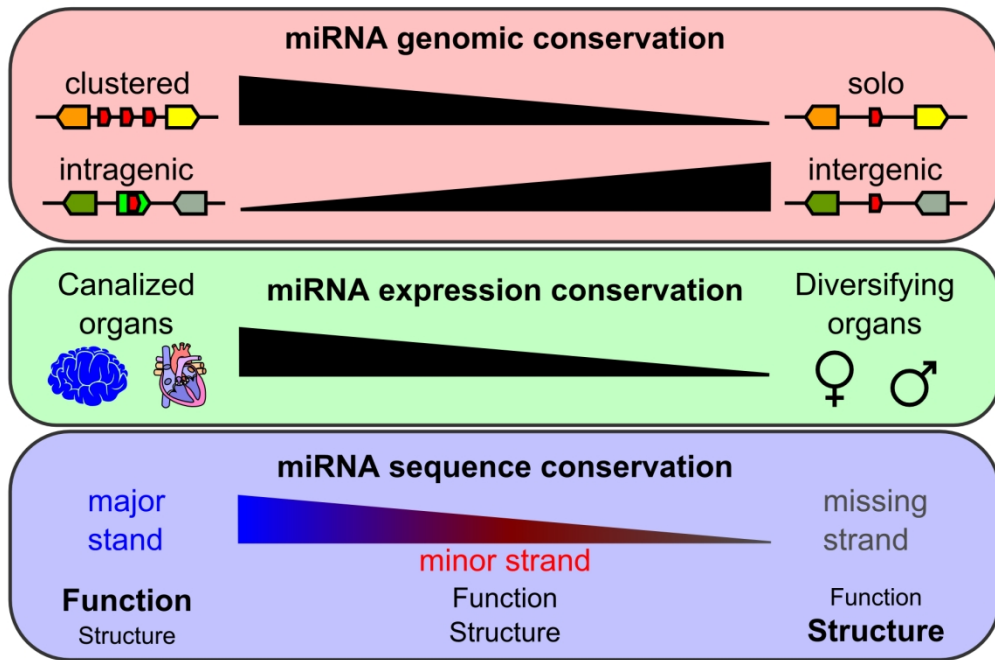 miRNA genomic conservation
clustered
solo
intragenic
intergenic
Canalized
organs
miRNA expression conservation
Diversifying
organs
miRNA sequence conservation
major
stand
missing
strand
minor strand
Function
Structure
Function
Structure
Function
Structure